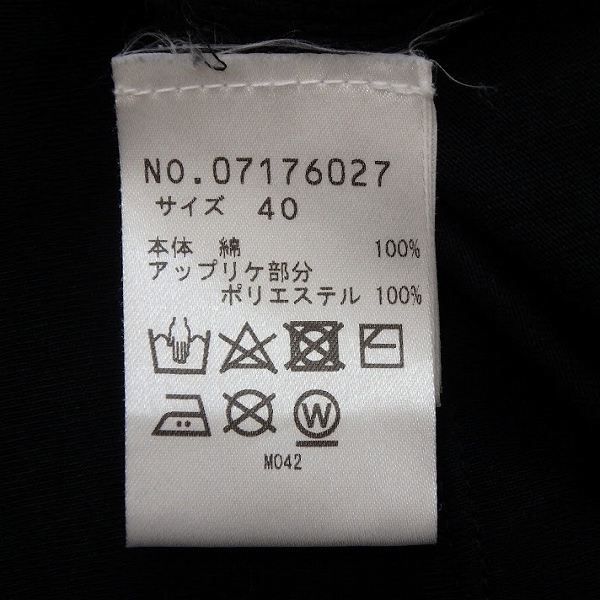 NO.07176027
サイズ 40
本体 綿 100%
アップリケ部分
ポリエステル 100%
W
M042